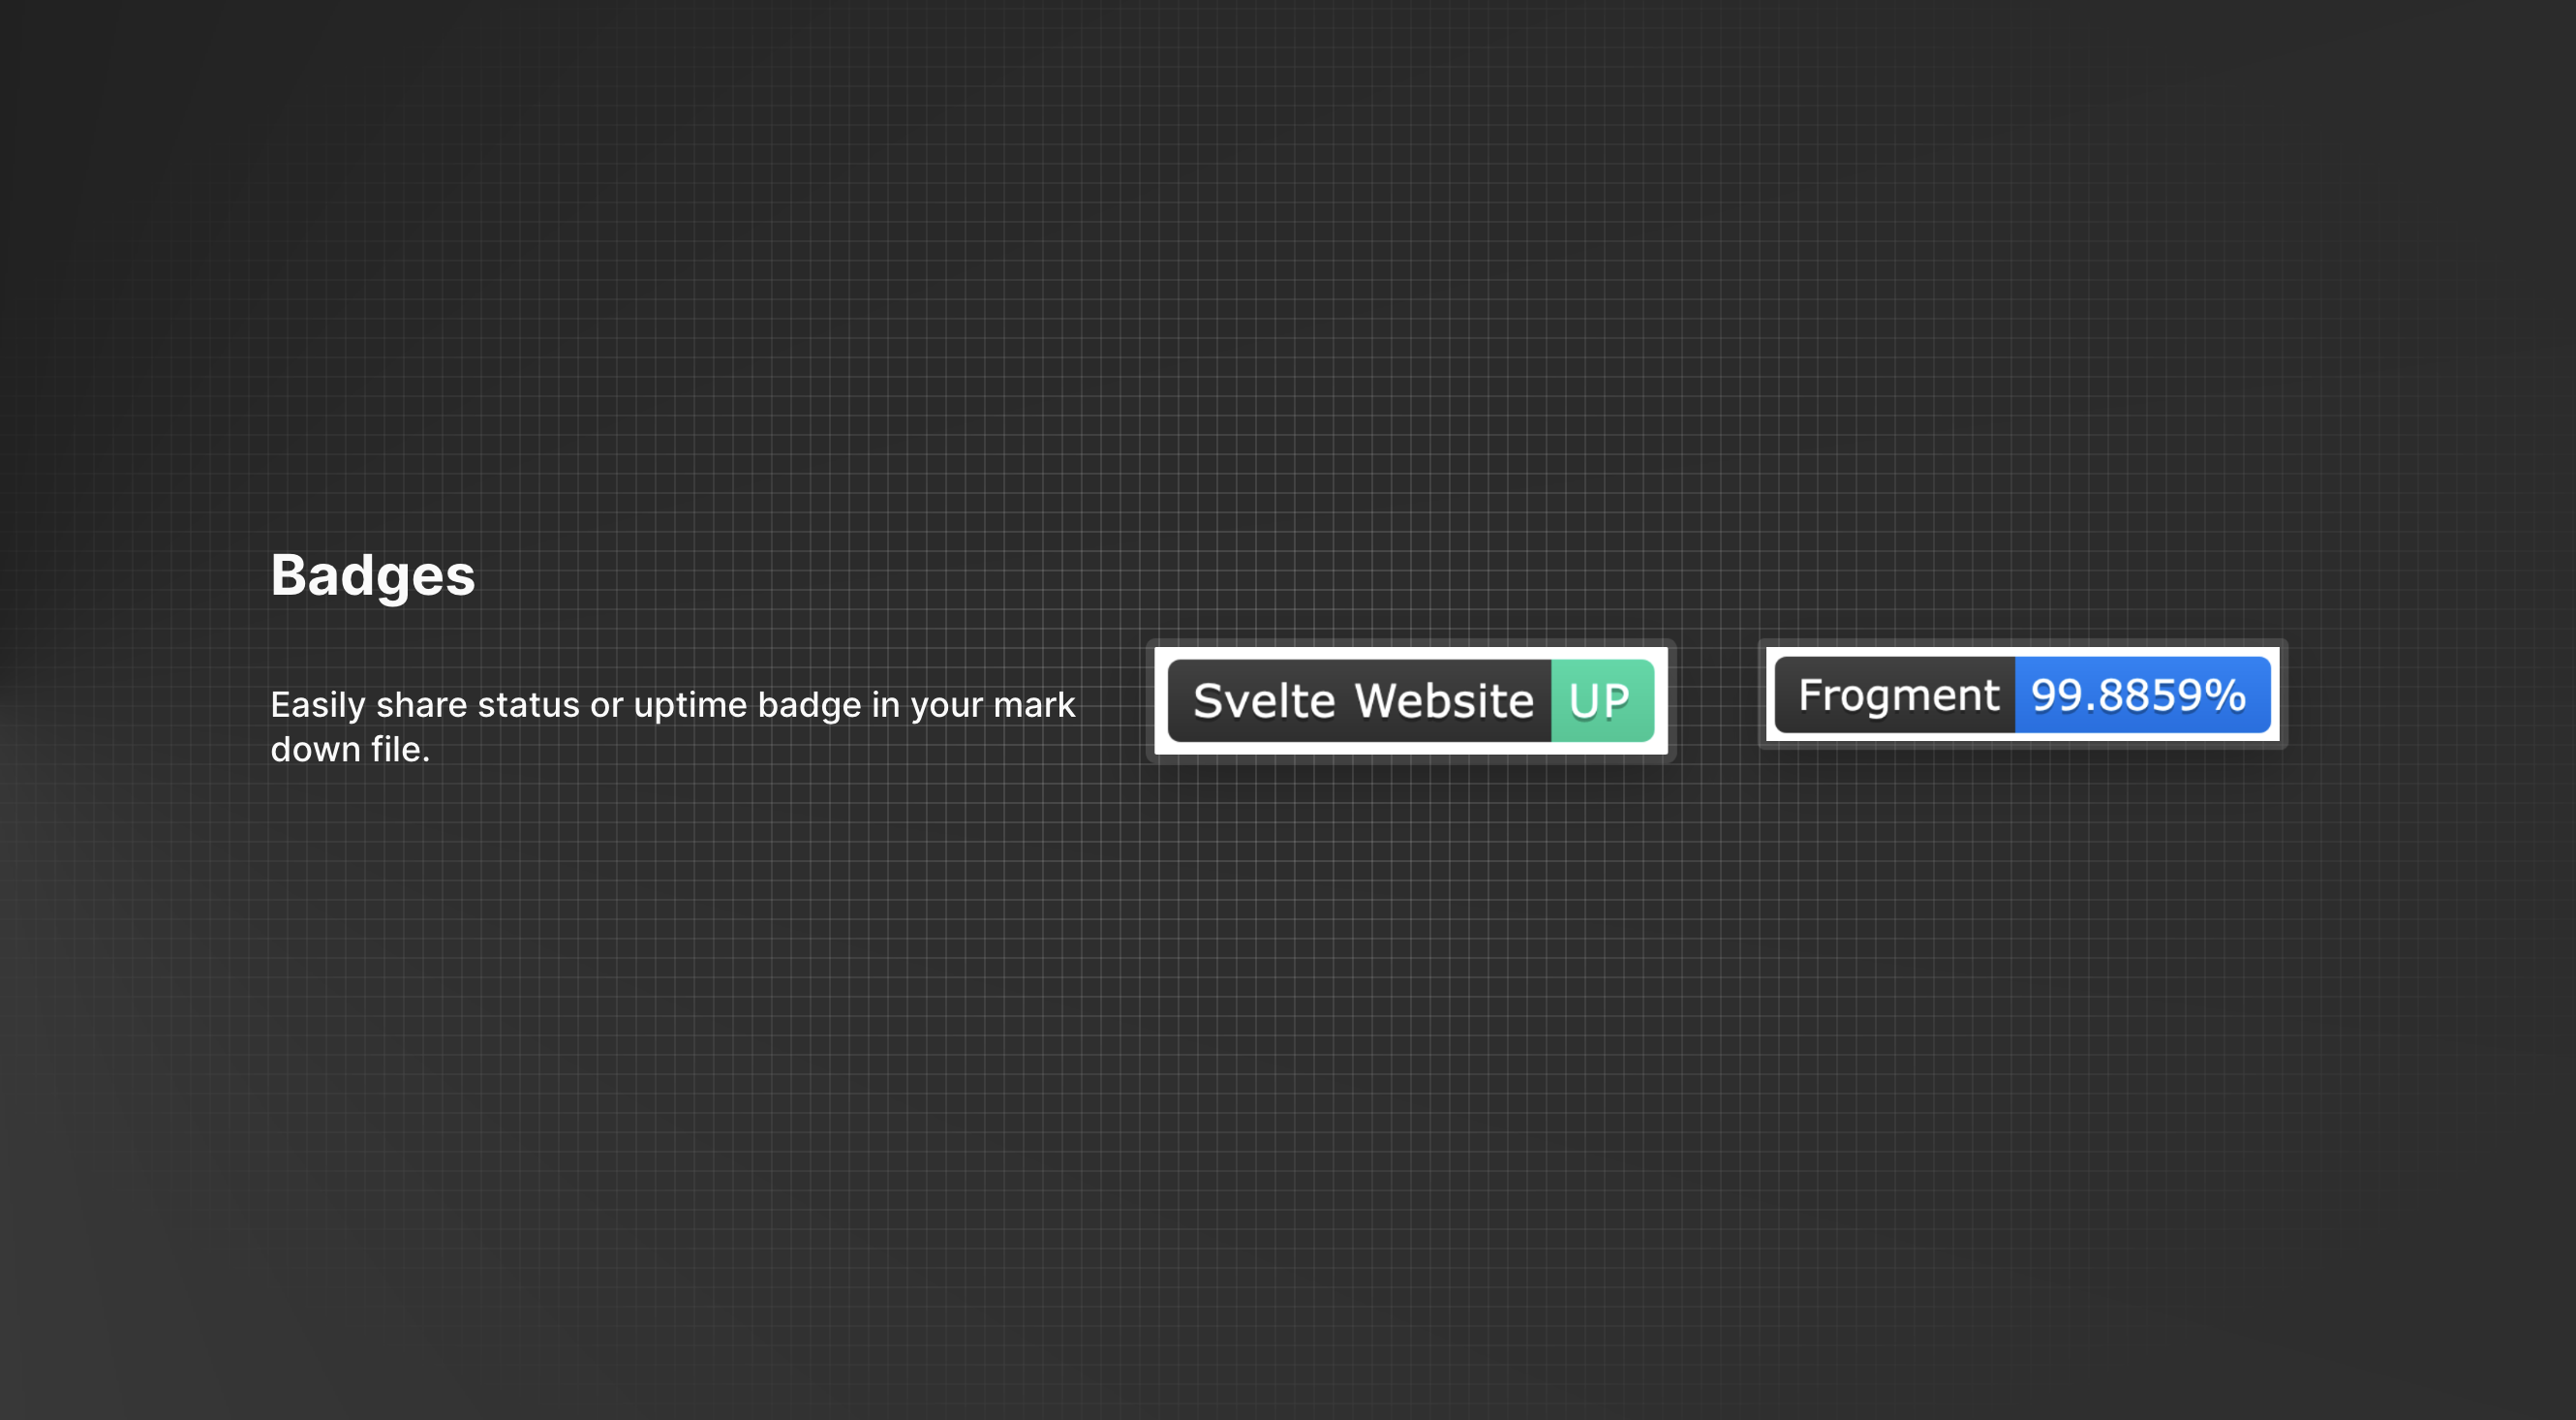 Badges
Easily share status or uptime badge in your mark
down file.
Svelte Website UP
Frogment 99.8859%